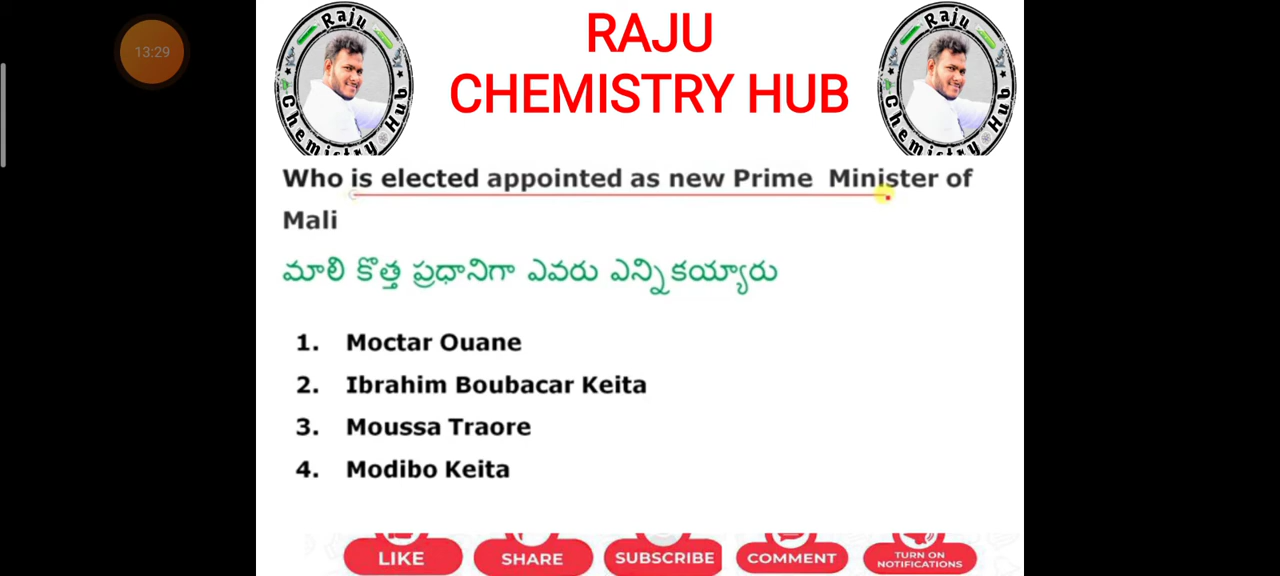 13:29
Raju
Chemistry Hub
RAJU
CHEMISTRY HUB
Raju
Chemistry Hub
Who is elected appointed as new Prime Minister of
Mali
మాలి కొత్త ప్రధానిగా ఎవరు ఎన్నికయ్యారు
1. Moctar Ouane
2. Ibrahim Boubacar Keita
3. Moussa Traore
4. Modibo Keita
LIKE
SHARE
SUBSCRIBE
COMMENT
TURN ON
NOTIFICATIONS